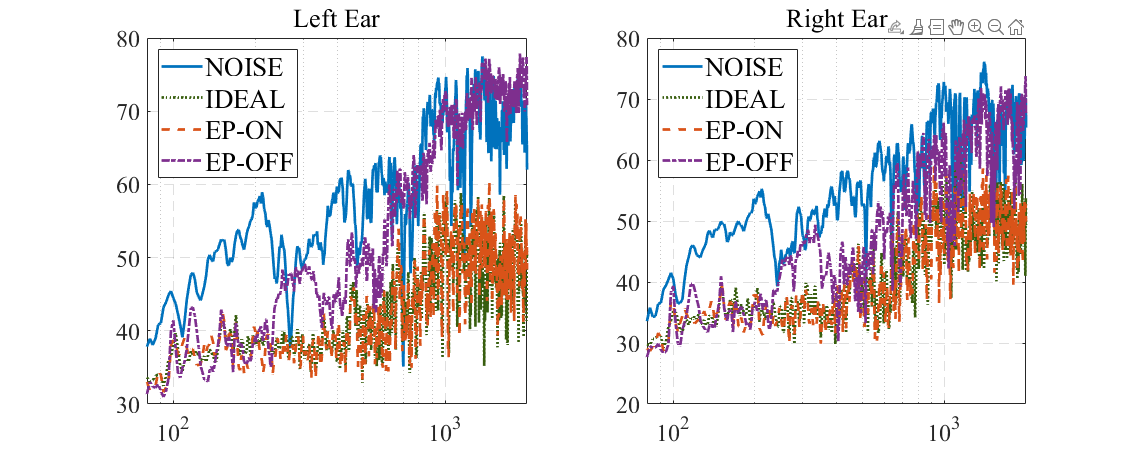 Left Ear
80
70
60
50
40
30
10²
10³
NOISE
IDEAL
EP-ON
EP-OFF
Right Ear
80
70
60
50
40
30
20
10²
10³
NOISE
IDEAL
EP-ON
EP-OFF